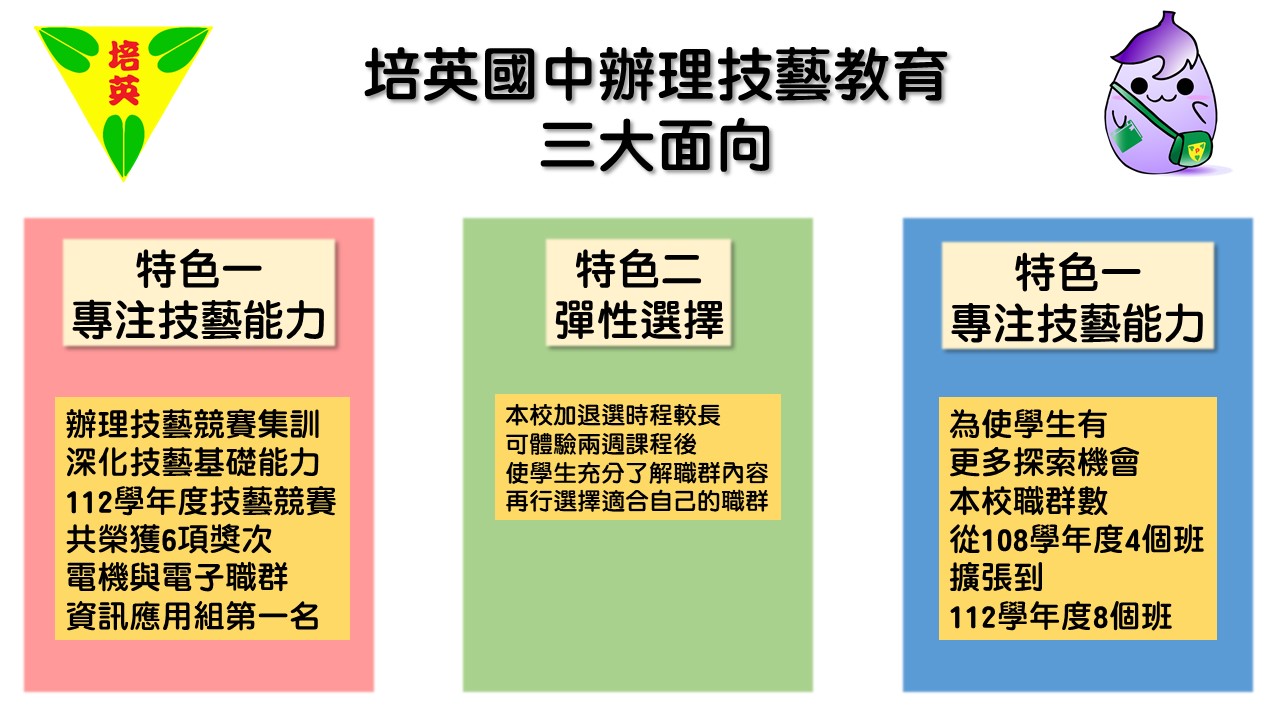 培英
培英國中辦理技藝教育
三大面向
特色一
專注技藝能力
辦理技藝競賽集訓
深化技藝基礎能力
112學年度技藝競賽
共榮獲6項獎次
電機與電子職群
資訊應用組第一名
特色二
彈性選擇
本校加退選時程較長
可體驗兩週課程後
使學生充分了解職群內容
再行選擇適合自己的職群
特色一
專注技藝能力
為使學生有
更多探索機會
本校職群數
從108學年度4個班
擴張到
112學年度8個班